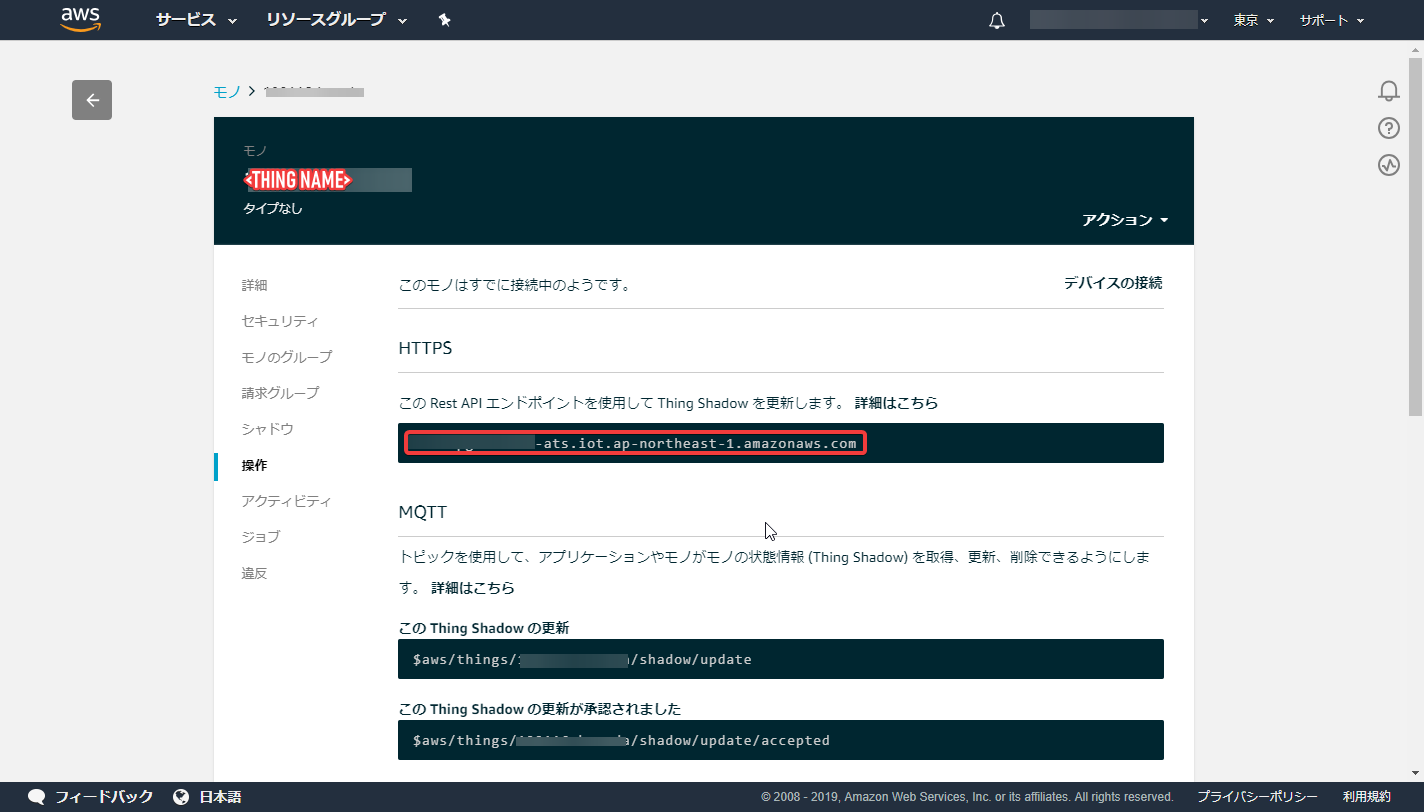 aws サービス リソースグループ 東京 サポート
モノ >
モノ
<THING NAME>
タイプなし
アクション
詳細
セキュリティ
モノのグループ
請求グループ
シャドウ
操作
アクティビティ
ジョブ
違反
このモノはすでに接続中のようです。 デバイスの接続
HTTPS
この Rest API エンドポイントを使用して Thing Shadow を更新します。 詳細はこちら
-ats.iot.ap-northeast-1.amazonaws.com
MQTT
トピックを使用して、アプリケーションやモノがモノの状態情報 (Thing Shadow) を取得、更新、削除できるようにしま
す。 詳細はこちら
この Thing Shadow の更新
$aws/things/ /shadow/update
この Thing Shadow の更新が承認されました
$aws/things/ /shadow/update/accepted
フィードバック 日本語 © 2008 - 2019, Amazon Web Services, Inc. or its affiliates. All rights reserved. プライバシーポリシー 利用規約